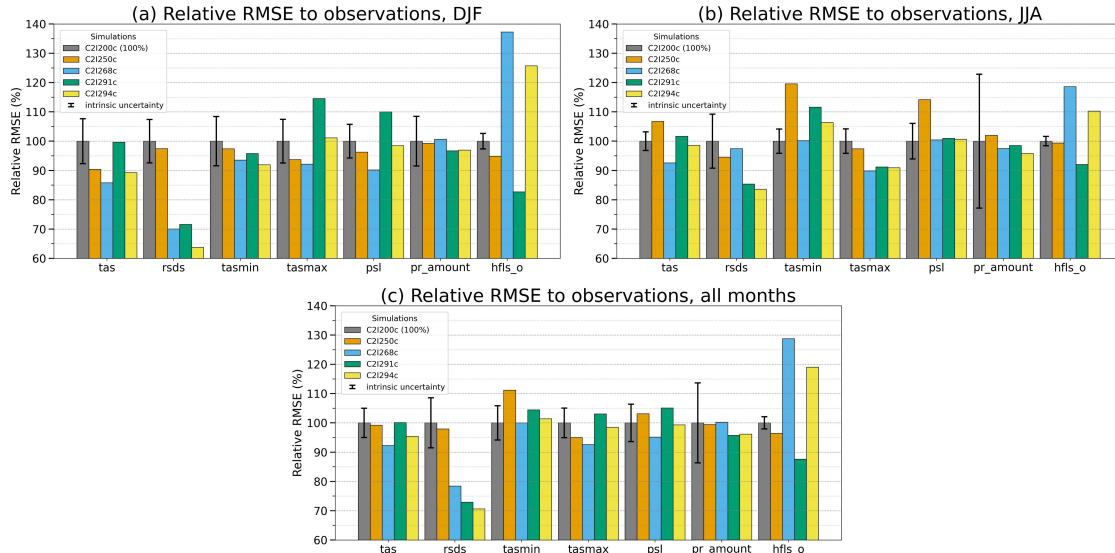 (a) Relative RMSE to observations, DJF
Relative RMSE (%)
140
130
120
110
100
90
80
70
60
Simulations
C2I200c (100%)
C2I250c
C2I268c
C2I291c
C2I294c
intrinsic uncertainty
tas rsds tasmin tasmax psl pr_amount hfls_o
(b) Relative RMSE to observations, JJA
Relative RMSE (%)
140
130
120
110
100
90
80
70
60
Simulations
C2I200c (100%)
C2I250c
C2I268c
C2I291c
C2I294c
intrinsic uncertainty
tas rsds tasmin tasmax psl pr_amount hfls_o
(c) Relative RMSE to observations, all months
Relative RMSE (%)
140
130
120
110
100
90
80
70
60
Simulations
C2I200c (100%)
C2I250c
C2I268c
C2I291c
C2I294c
intrinsic uncertainty
tas rsds tasmin tasmax psl pr_amount hfls_o